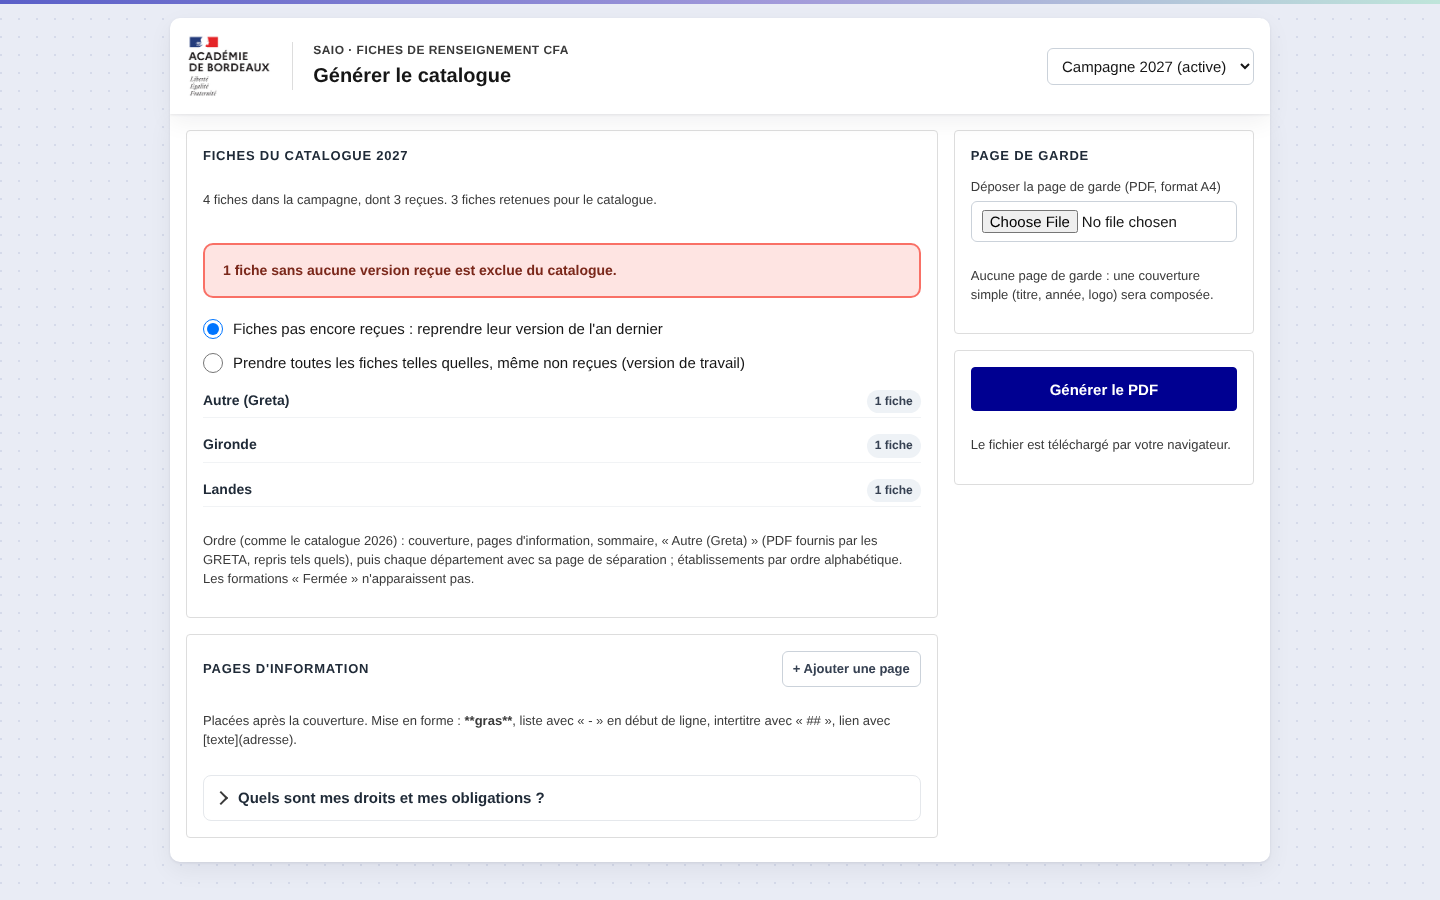 ACADÉMIE
DE BORDEAUX
Liberté
Égalité
Fraternité
SAIO · FICHES DE RENSEIGNEMENT CFA
Générer le catalogue
Campagne 2027 (active)
FICHES DU CATALOGUE 2027
4 fiches dans la campagne, dont 3 reçues. 3 fiches retenues pour le catalogue.
1 fiche sans aucune version reçue est exclue du catalogue.
Fiches pas encore reçues : reprendre leur version de l'an dernier
Prendre toutes les fiches telles quelles, même non reçues (version de travail)
Autre (Greta) 1 fiche
Gironde 1 fiche
Landes 1 fiche
Ordre (comme le catalogue 2026) : couverture, pages d'information, sommaire, « Autre (Greta) » (PDF fournis par les
GRETA, repris tels quels), puis chaque département avec sa page de séparation ; établissements par ordre alphabétique.
Les formations « Fermée » n'apparaissent pas.
PAGES D'INFORMATION
+ Ajouter une page
Placées après la couverture. Mise en forme : **gras**, liste avec « - » en début de ligne, intertitre avec « ## », lien avec
[texte](adresse).
Quels sont mes droits et mes obligations ?
PAGE DE GARDE
Déposer la page de garde (PDF, format A4)
Choose File No file chosen
Aucune page de garde : une couverture
simple (titre, année, logo) sera composée.
Générer le PDF
Le fichier est téléchargé par votre navigateur.